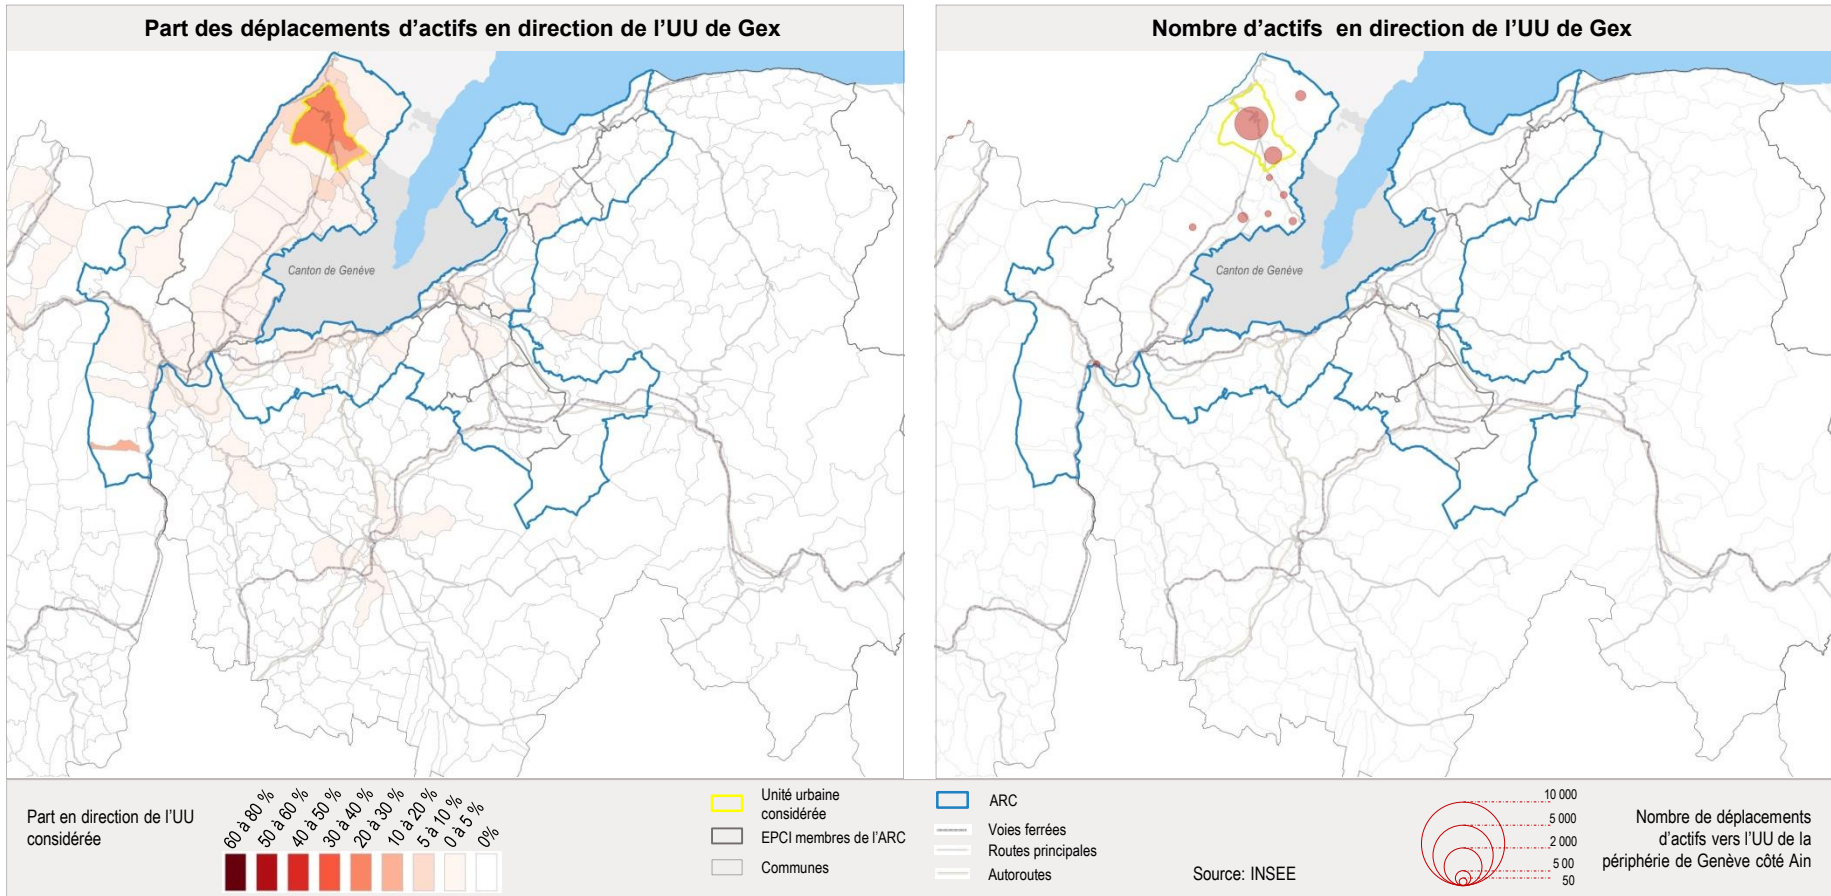 Part des déplacements d'actifs en direction de l'UU de Gex
Nombre d'actifs en direction de l'UU de Gex
Canton de Genève
Canton de Genève
Part en direction de l'UU
considérée
60 à 80 %
50 à 60 %
40 à 50 %
30 à 40 %
20 à 30 %
10 à 20 %
5 à 10 %
0 à 5 %
0%
Unité urbaine
considérée
EPCI membres de l'ARC
Communes
ARC
Voies ferrées
Routes principales
Autoroutes
Source: INSEE
10 000
5 000
2 000
5 00
50
Nombre de déplacements
d'actifs vers l'UU de la
périphérie de Genève côté Ain